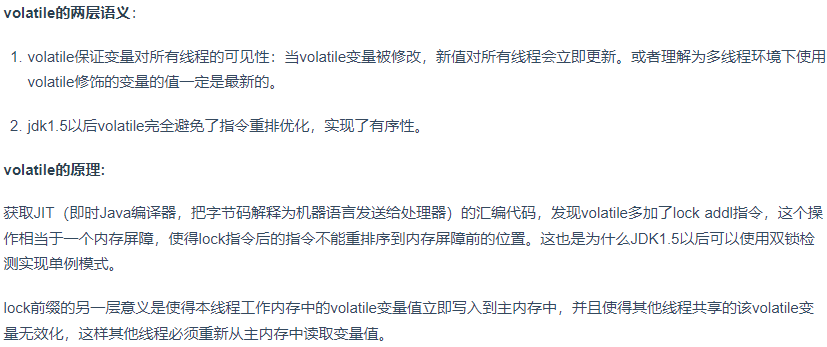 volatile的两层语义：
1. volatile保证变量对所有线程的可见性：当volatile变量被修改，新值对所有线程会立即更新。或者理解为多线程环境下使用
volatile修饰的变量的值一定是最新的。
2. jdk1.5以后volatile完全避免了指令重排优化，实现了有序性。
volatile的原理：
获取JIT（即时Java编译器，把字节码解释为机器语言发送给处理器）的汇编代码，发现volatile多加了lock addl指令，这个操
作相当于一个内存屏障，使得lock指令后的指令不能重排序到内存屏障前的位置。这也是为什么JDK1.5以后可以使用双锁检
测实现单例模式。
lock前缀的另一层意义是使得本线程工作内存中的volatile变量值立即写入到主内存中，并且使得其他线程共享的该volatile变
量无效化，这样其他线程必须重新从主内存中读取变量值。